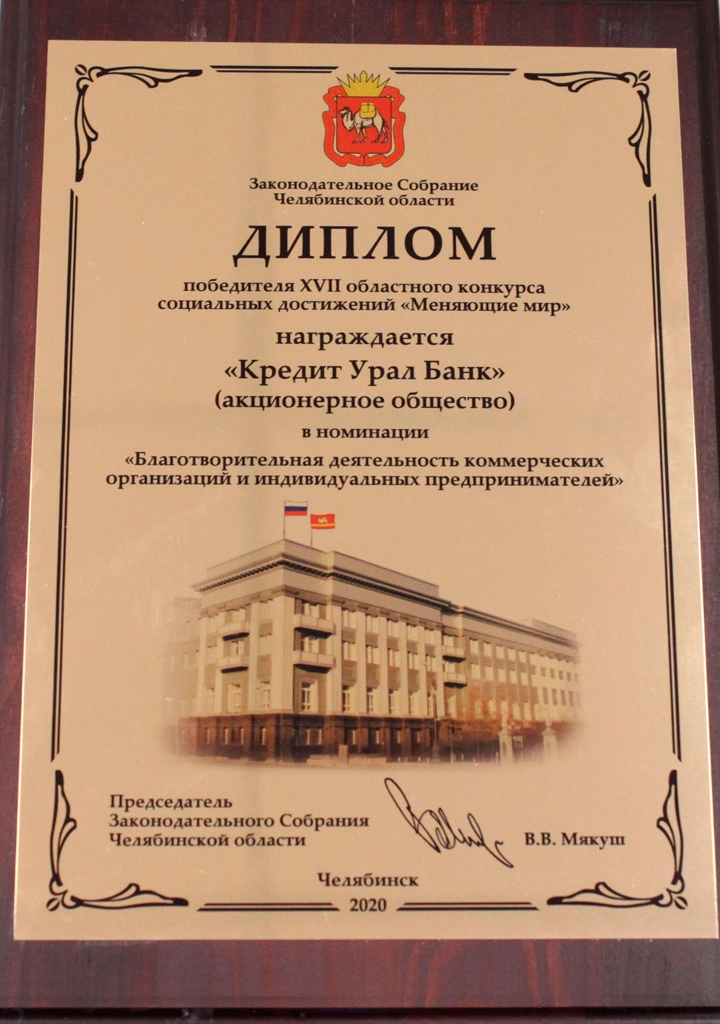 Законодательное Собрание
Челябинской области
ДИПЛОМ
победителя XVII областного конкурса
социальных достижений «Меняющие мир»
награждается
«Кредит Урал Банк»
(акционерное общество)
в номинации
«Благотворительная деятельность коммерческих
организаций и индивидуальных предпринимателей»
Председатель
Законодательного Собрания
Челябинской области
В.В. Мякуш
Челябинск
2020